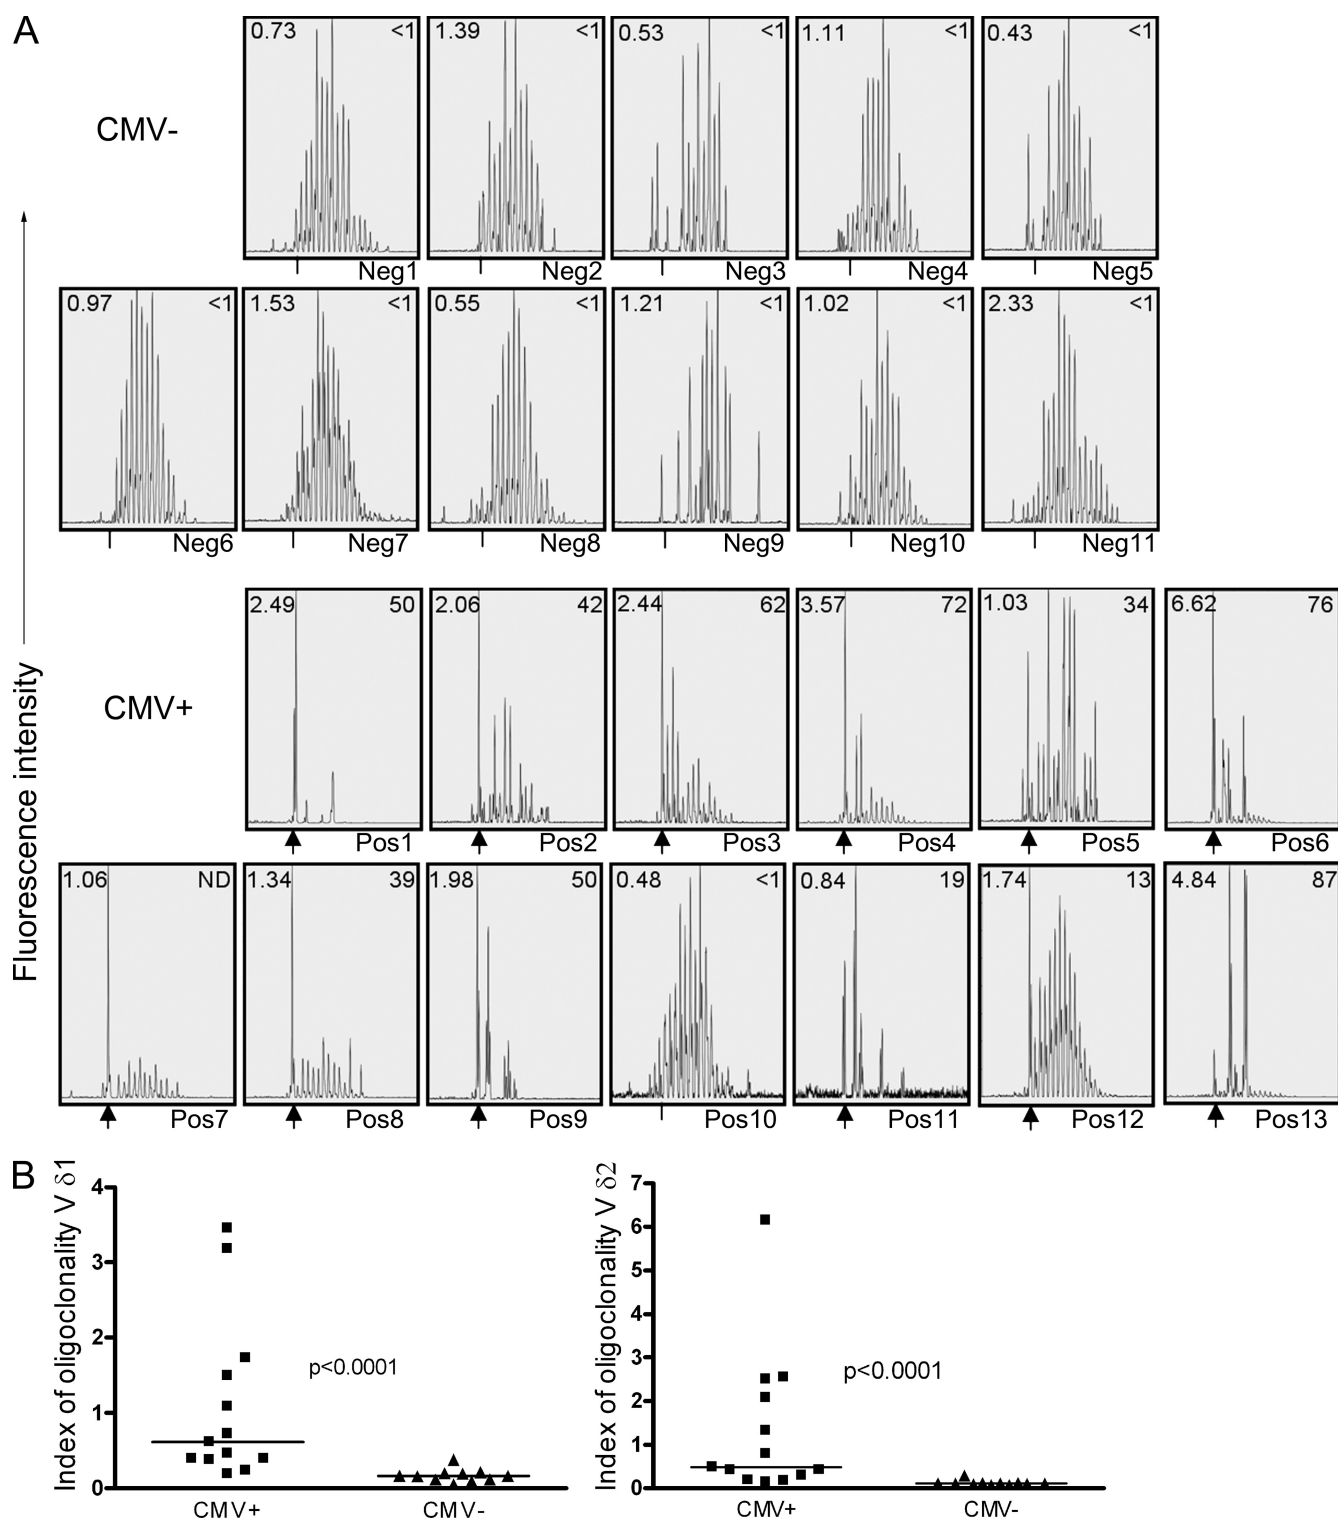 A
0.73 <1 1.39 <1 0.53 <1 1.11 <1 0.43 <1
CMV-
Neg1 Neg2 Neg3 Neg4 Neg5
0.97 <1 1.53 <1 0.55 <1 1.21 <1 1.02 <1 2.33 <1
Neg6 Neg7 Neg8 Neg9 Neg10 Neg11
Fluorescence intensity
2.49 50 2.06 42 2.44 62 3.57 72 1.03 34 6.62 76
CMV+
Pos1 Pos2 Pos3 Pos4 Pos5 Pos6
1.06 ND 1.34 39 1.98 50 0.48 <1 0.84 19 1.74 13 4.84 87
Pos7 Pos8 Pos9 Pos10 Pos11 Pos12 Pos13
B
Index of oligoclonality V δ1
4
3
2
1
0
p<0.0001
CMV+ CMV-
Index of oligoclonality V δ2
7
6
5
4
3
2
1
0
p<0.0001
CMV+ CMV-